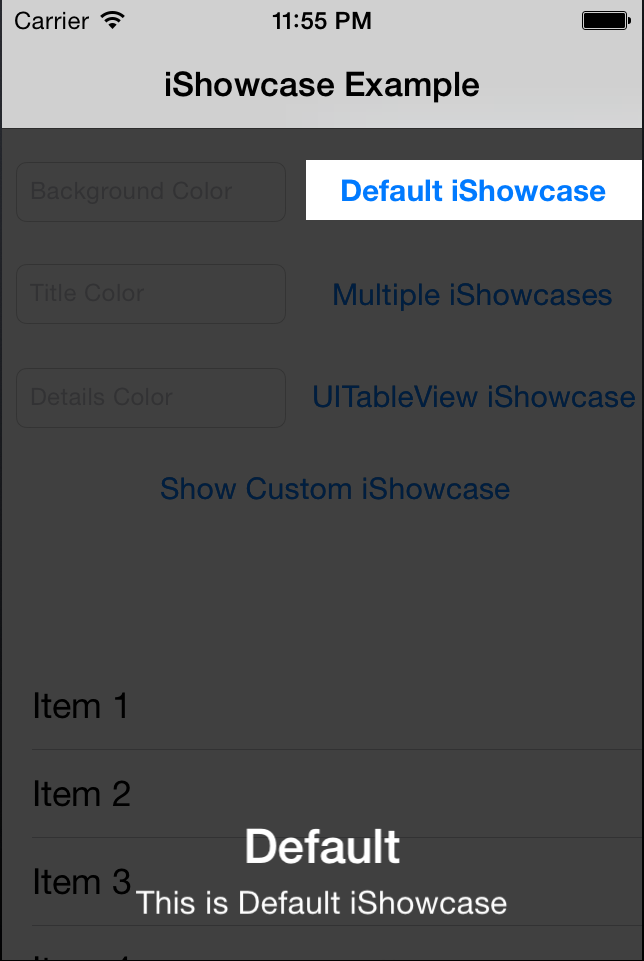 Carrier 11:55 PM
iShowcase Example
Background Color Default iShowcase
Title Color Multiple iShowcases
Details Color UITableView iShowcase
Show Custom iShowcase
Item 1
Item 2
Default
Item 3
This is Default iShowcase